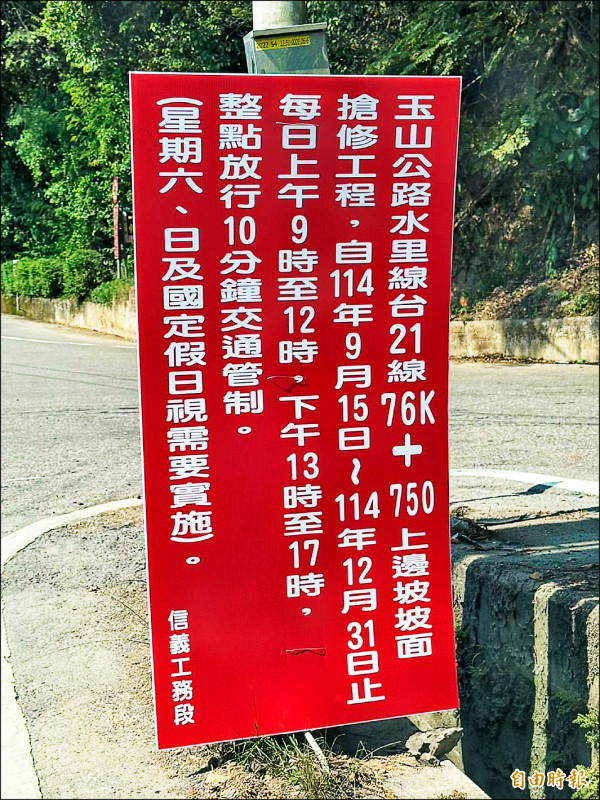 玉山公路水里線台21線76K＋750上邊坡坡面
搶修工程，自114年9月15日~114年12月31日止
每日上午9時至12時。下午13時至17時，
整點放行10分鐘交通管制。
(星期六、日及國定假日視需要實施)。
信義工務段
自由時報